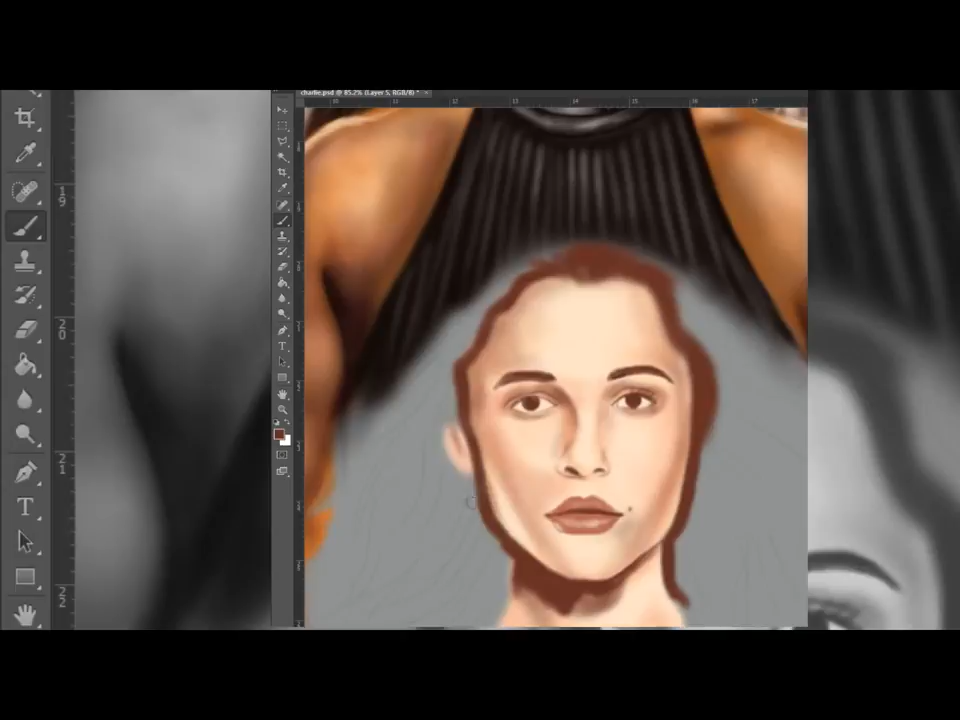 charlie.psd @ 85.2% (Layer 5, RGB/8) * ×
10 11 12 13 14 15 16 17
19
20
21
22
T
T